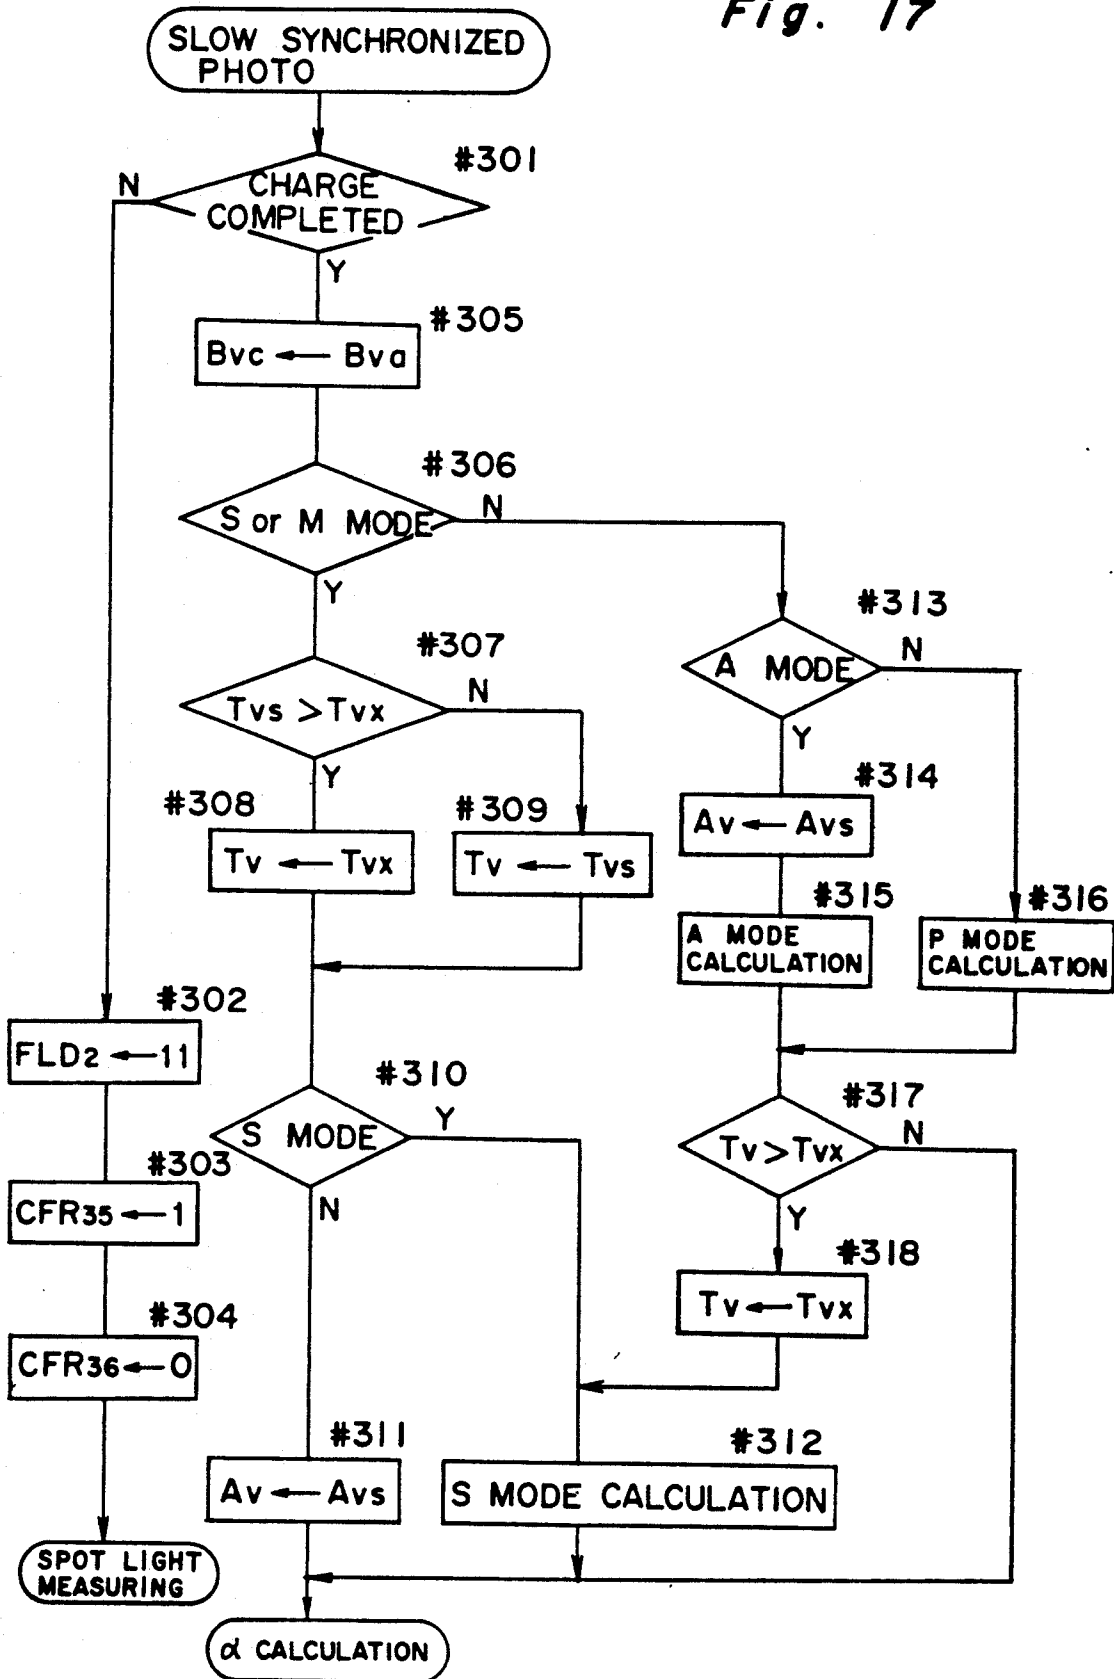 Fig. 17
SLOW SYNCHRONIZED
PHOTO
#301
N
CHARGE
COMPLETED
Y
#305
Bvc ← Bva
#306
S or M MODE
N
Y
#313
A MODE
N
Y
#307
Tvs > Tvx
N
Y
#314
Av ← Avs
#308
Tv ← Tvx
#309
Tv ← Tvs
#315
A MODE
CALCULATION
#316
P MODE
CALCULATION
#302
FLD2 ← 11
#310
S MODE
Y
N
#317
Tv > Tvx
N
Y
#303
CFR35 ← 1
#318
Tv ← Tvx
#304
CFR36 ← 0
#311
Av ← Avs
#312
S MODE CALCULATION
SPOT LIGHT
MEASURING
α CALCULATION